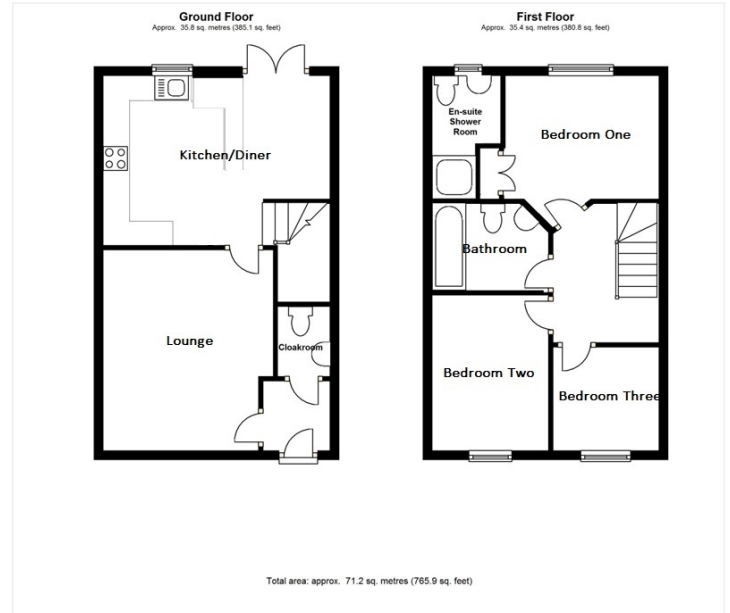 Ground Floor
Approx. 35.8 sq. metres (385.1 sq. feet)
Kitchen/Diner
Lounge
Cloakroom
First Floor
Approx. 35.4 sq. metres (380.8 sq. feet)
En-suite
Shower
Room
Bedroom One
Bathroom
Bedroom Two
Bedroom Three
Total area: approx. 71.2 sq. metres (765.9 sq. feet)